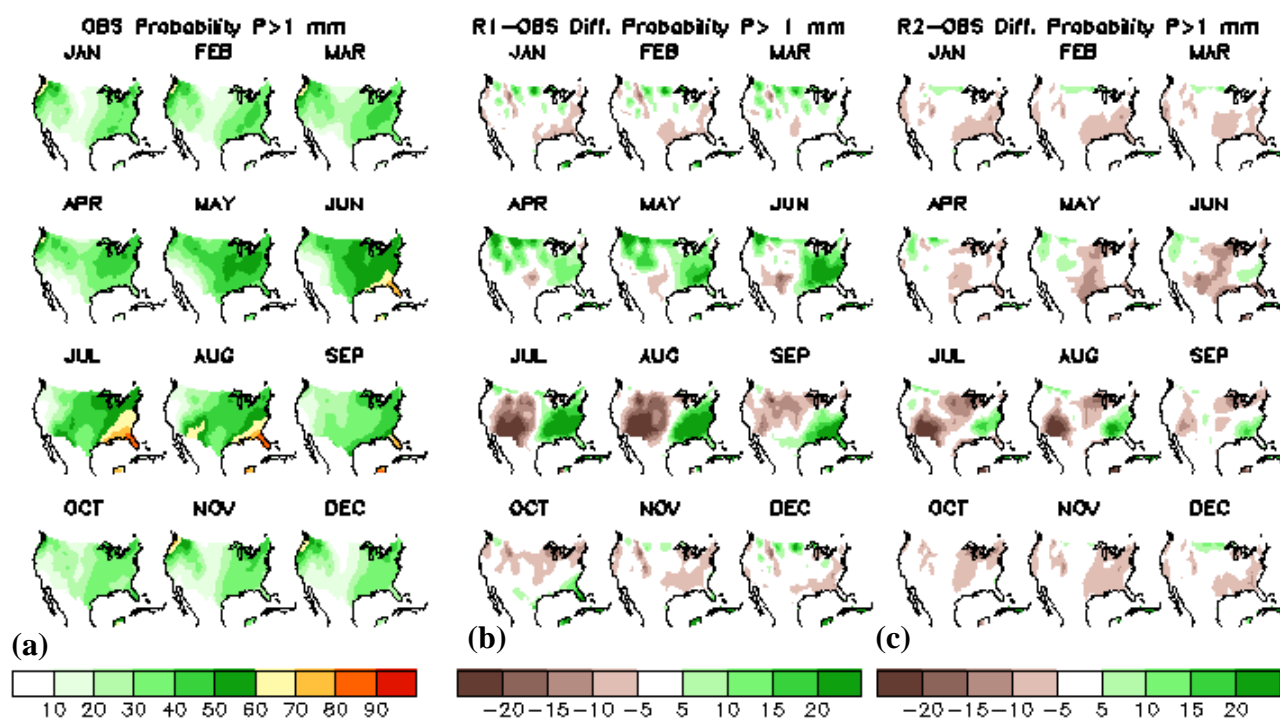 OBS Probability P>1 mm
JAN FEB MAR
APR MAY JUN
JUL AUG SEP
OCT NOV DEC
(a)
10 20 30 40 50 60 70 80 90
R1-OBS Diff. Probability P> 1 mm
JAN FEB MAR
APR MAY JUN
JUL AUG SEP
OCT NOV DEC
(b)
-20 -15 -10 -5 5 10 15 20
R2-OBS Diff. Probability P>1 mm
JAN FEB MAR
APR MAY JUN
JUL AUG SEP
OCT NOV DEC
(c)
-20 -15 -10 -5 5 10 15 20